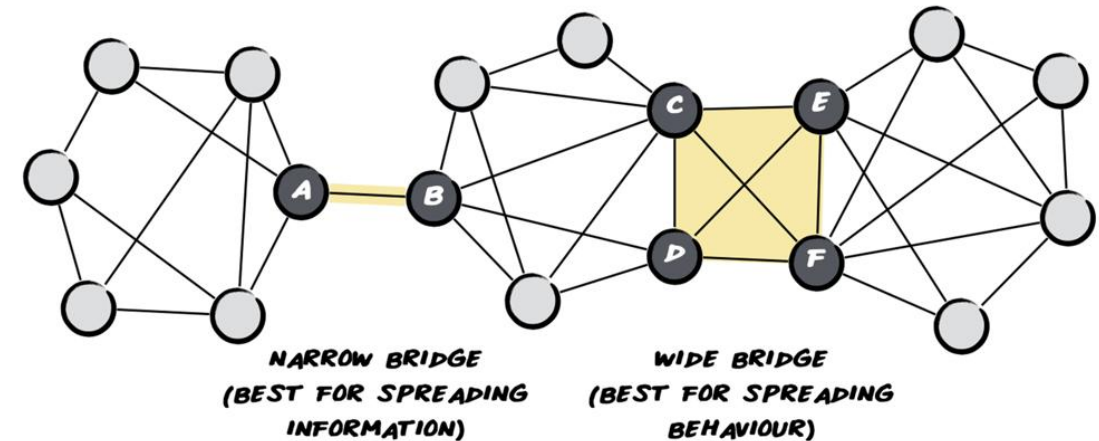 C
E
A
B
D
F
NARROW BRIDGE
(BEST FOR SPREADING
INFORMATION)
WIDE BRIDGE
(BEST FOR SPREADING
BEHAVIOUR)